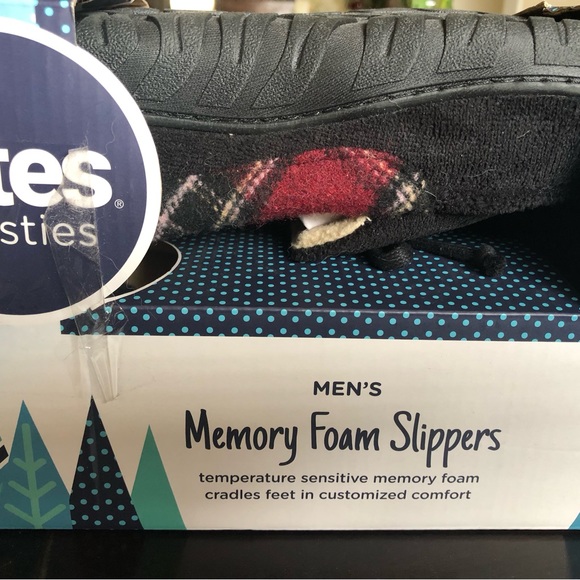 tes®
sties
MEN'S
Memory Foam Slippers
temperature sensitive memory foam
cradles feet in customized comfort